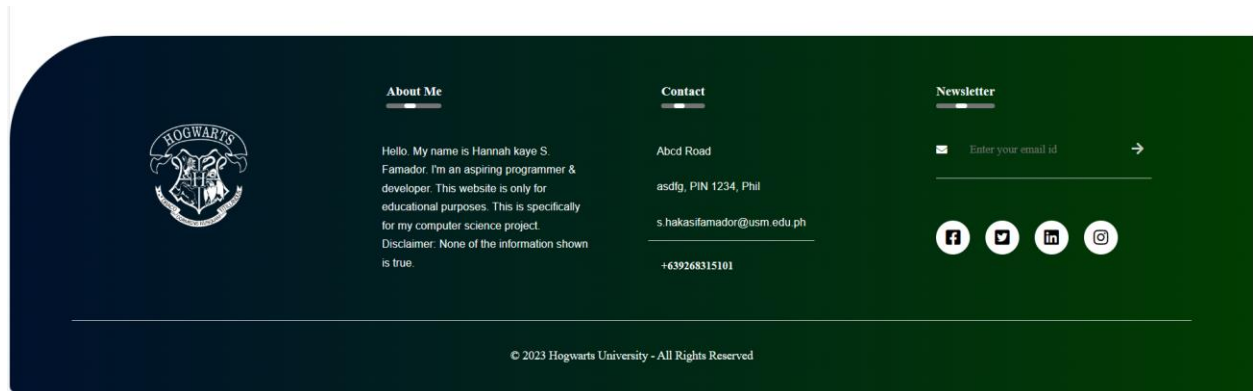 HOGWARTS
About Me
Hello. My name is Hannah kaye S.
Famador. I'm an aspiring programmer &
developer. This website is only for
educational purposes. This is specifically
for my computer science project.
Disclaimer: None of the information shown
is true.
Contact
Abcd Road
asdfg, PIN 1234, Phil
s.hakasifamador@usm.edu.ph
+639268315101
Newsletter
Enter your email id
© 2023 Hogwarts University - All Rights Reserved